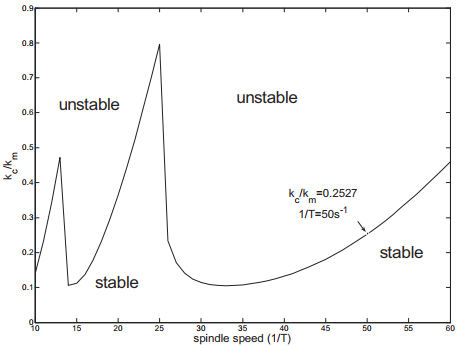 0.9
0.8
0.7
0.6
0.5
0.4
0.3
0.2
0.1
0
k_c/k_m
unstable
unstable
k_c/k_m=0.2527
1/T=50s^-1
stable
stable
10 15 20 25 30 35 40 45 50 55 60
spindle speed (1/T)